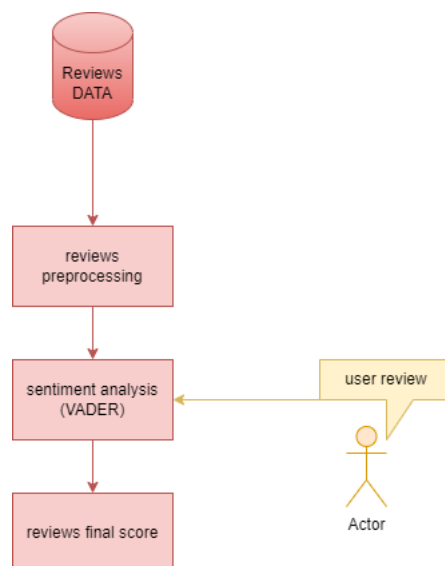 Reviews
DATA
reviews
preprocessing
sentiment analysis
(VADER)
user review
Actor
reviews final score